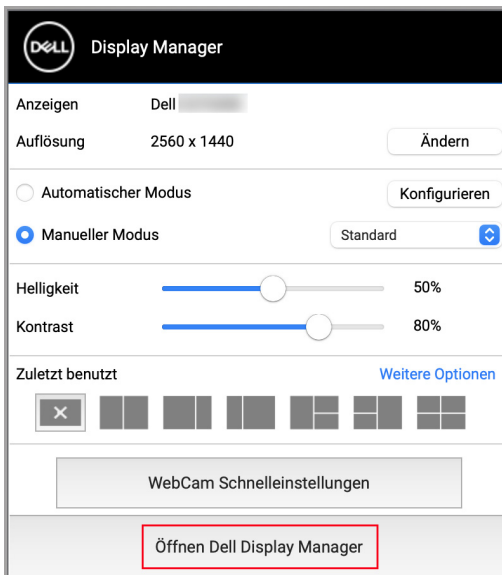 DELL Display Manager
Anzeigen Dell
Auflösung 2560 x 1440 Ändern
Automatischer Modus Konfigurieren
Manueller Modus Standard
Helligkeit 50%
Kontrast 80%
Zuletzt benutzt Weitere Optionen
WebCam Schnelleinstellungen
Öffnen Dell Display Manager